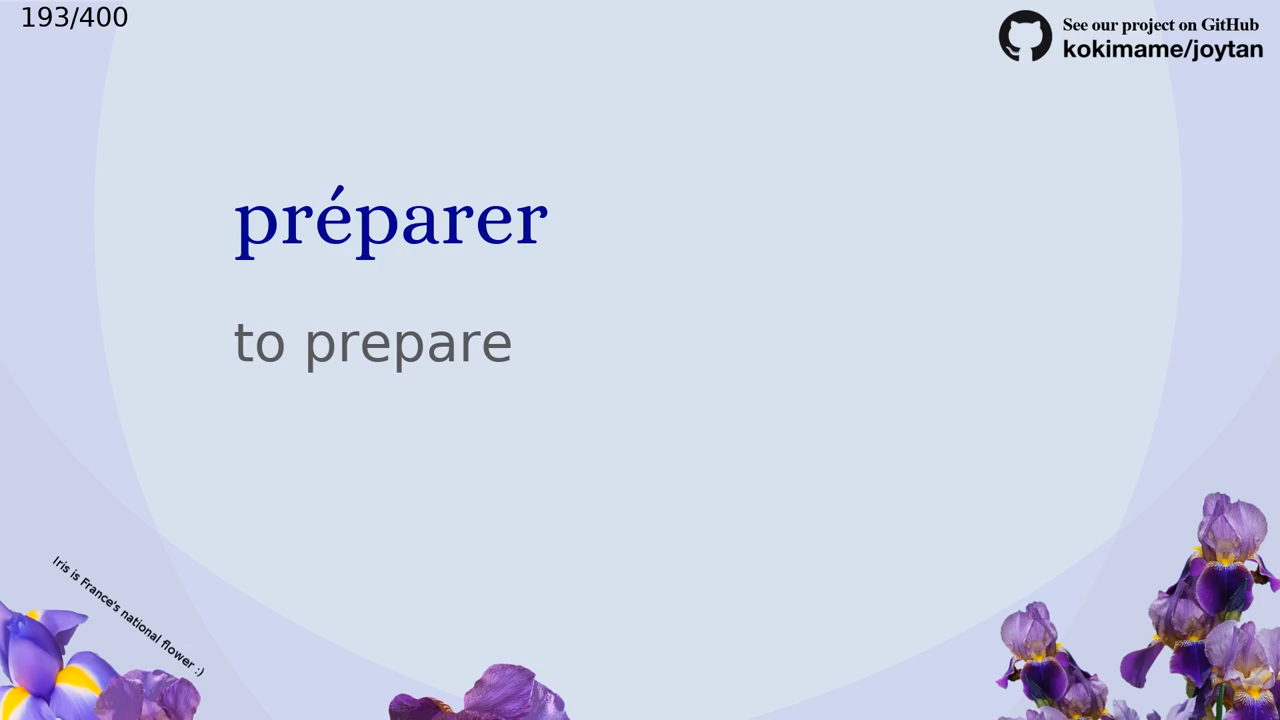 193/400
See our project on GitHub
kokimame/joytan
préparer
to prepare
Iris is France's national flower :)